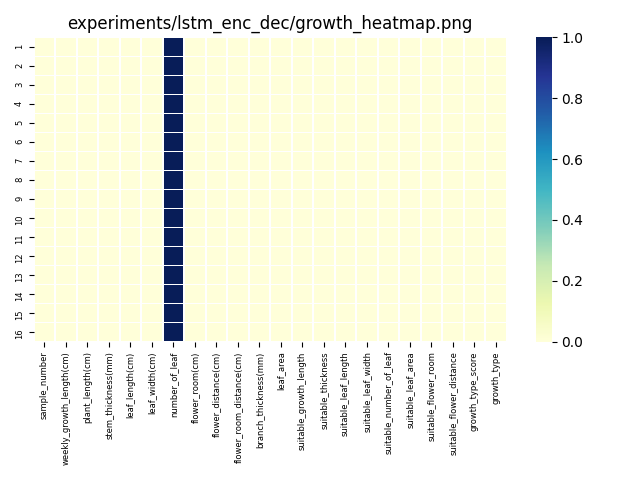 experiments/lstm_enc_dec/growth_heatmap.png
1
2
3
4
5
6
7
8
9
10
11
12
13
14
15
16
sample_number
weekly_growth_length(cm)
plant_length(cm)
stem_thickness(mm)
leaf_length(cm)
leaf_width(cm)
number_of_leaf
flower_room(cm)
flower_distance(cm)
flower_room_distance(cm)
branch_thickness(mm)
leaf_area
suitable_growth_length
suitable_thickness
suitable_leaf_length
suitable_leaf_width
suitable_number_of_leaf
suitable_leaf_area
suitable_flower_room
suitable_flower_distance
growth_type_score
growth_type
1.0
0.8
0.6
0.4
0.2
0.0